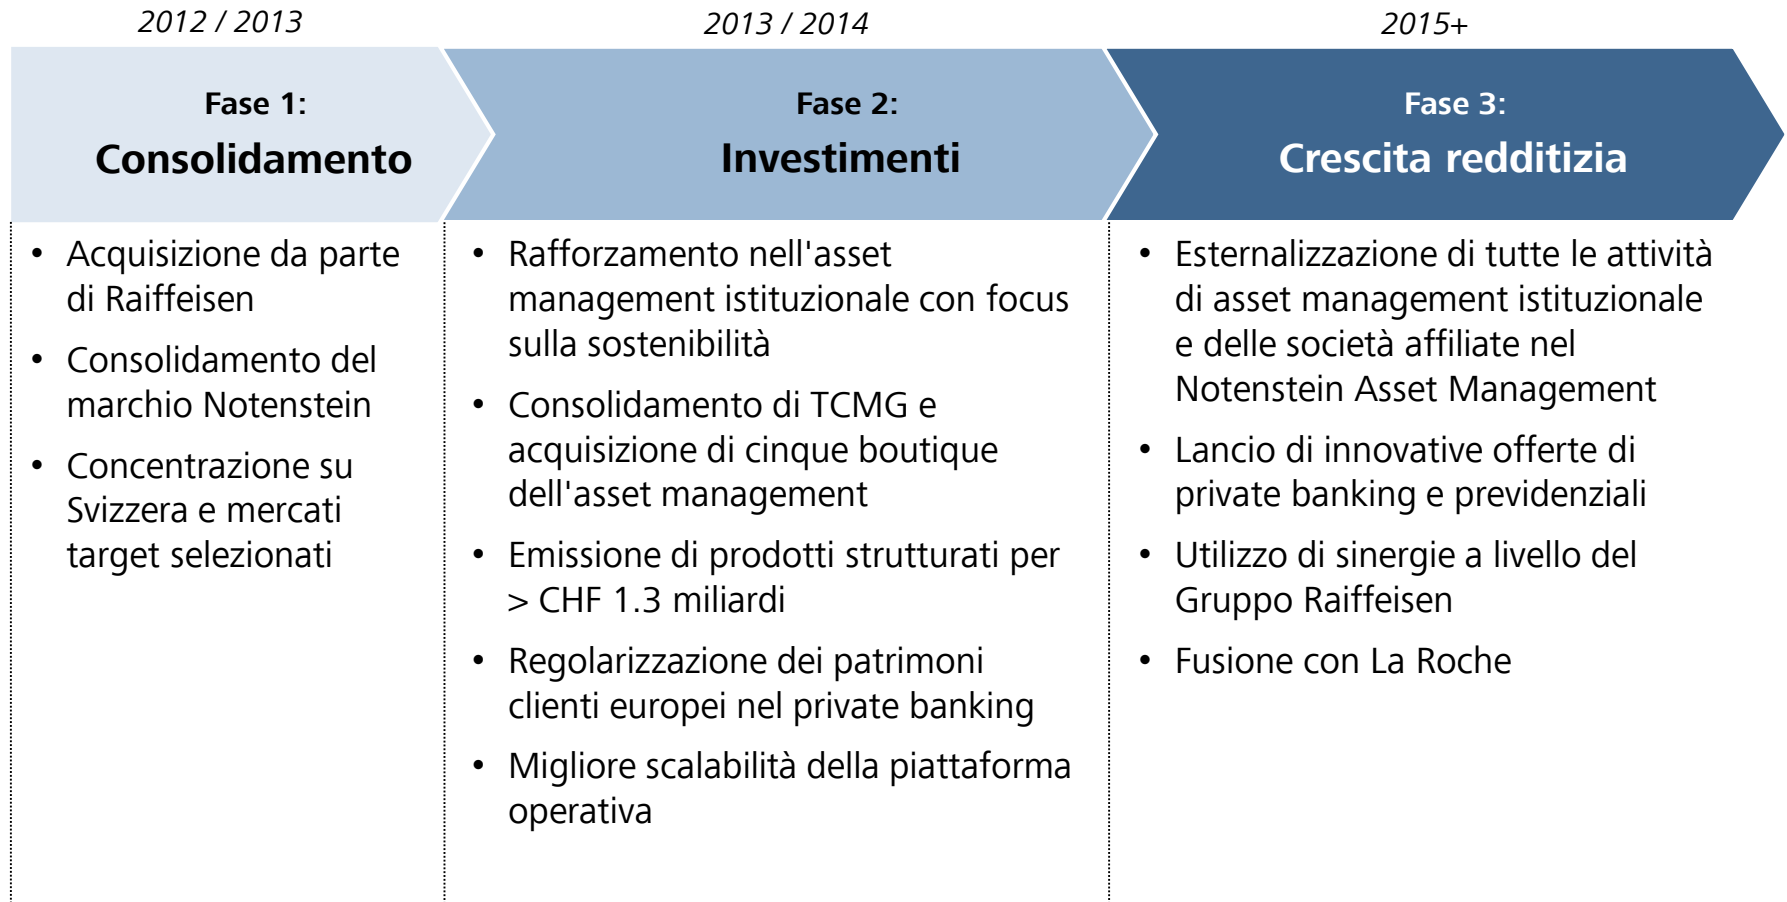 2012 / 2013
Fase 1:
Consolidamento
• Acquisizione da parte
di Raiffeisen
• Consolidamento del
marchio Notenstein
• Concentrazione su
Svizzera e mercati
target selezionati
2013 / 2014
Fase 2:
Investimenti
• Rafforzamento nell'asset
management istituzionale con focus
sulla sostenibilità
• Consolidamento di TCMG e
acquisizione di cinque boutique
dell'asset management
• Emissione di prodotti strutturati per
> CHF 1.3 miliardi
• Regolarizzazione dei patrimoni
clienti europei nel private banking
• Migliore scalabilità della piattaforma
operativa
2015+
Fase 3:
Crescita redditizia
• Esternalizzazione di tutte le attività
di asset management istituzionale
e delle società affiliate nel
Notenstein Asset Management
• Lancio di innovative offerte di
private banking e previdenziali
• Utilizzo di sinergie a livello del
Gruppo Raiffeisen
• Fusione con La Roche